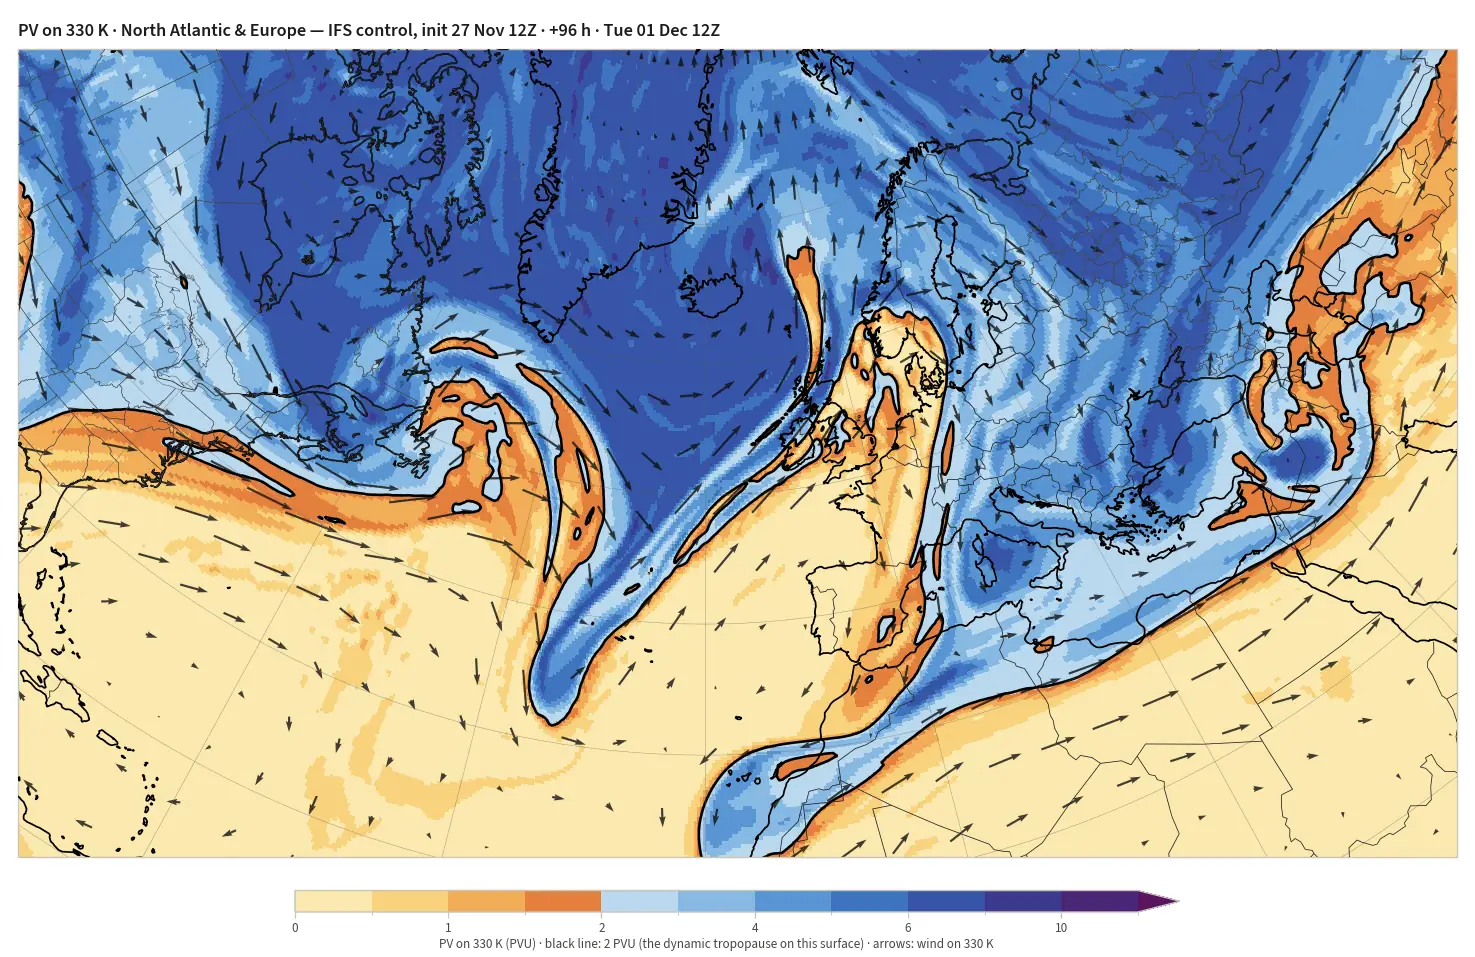 PV on 330 K · North Atlantic & Europe — IFS control, init 27 Nov 12Z · +96 h · Tue 01 Dec 12Z
0 1 2 4 6 10
PV on 330 K (PVU) · black line: 2 PVU (the dynamic tropopause on this surface) · arrows: wind on 330 K